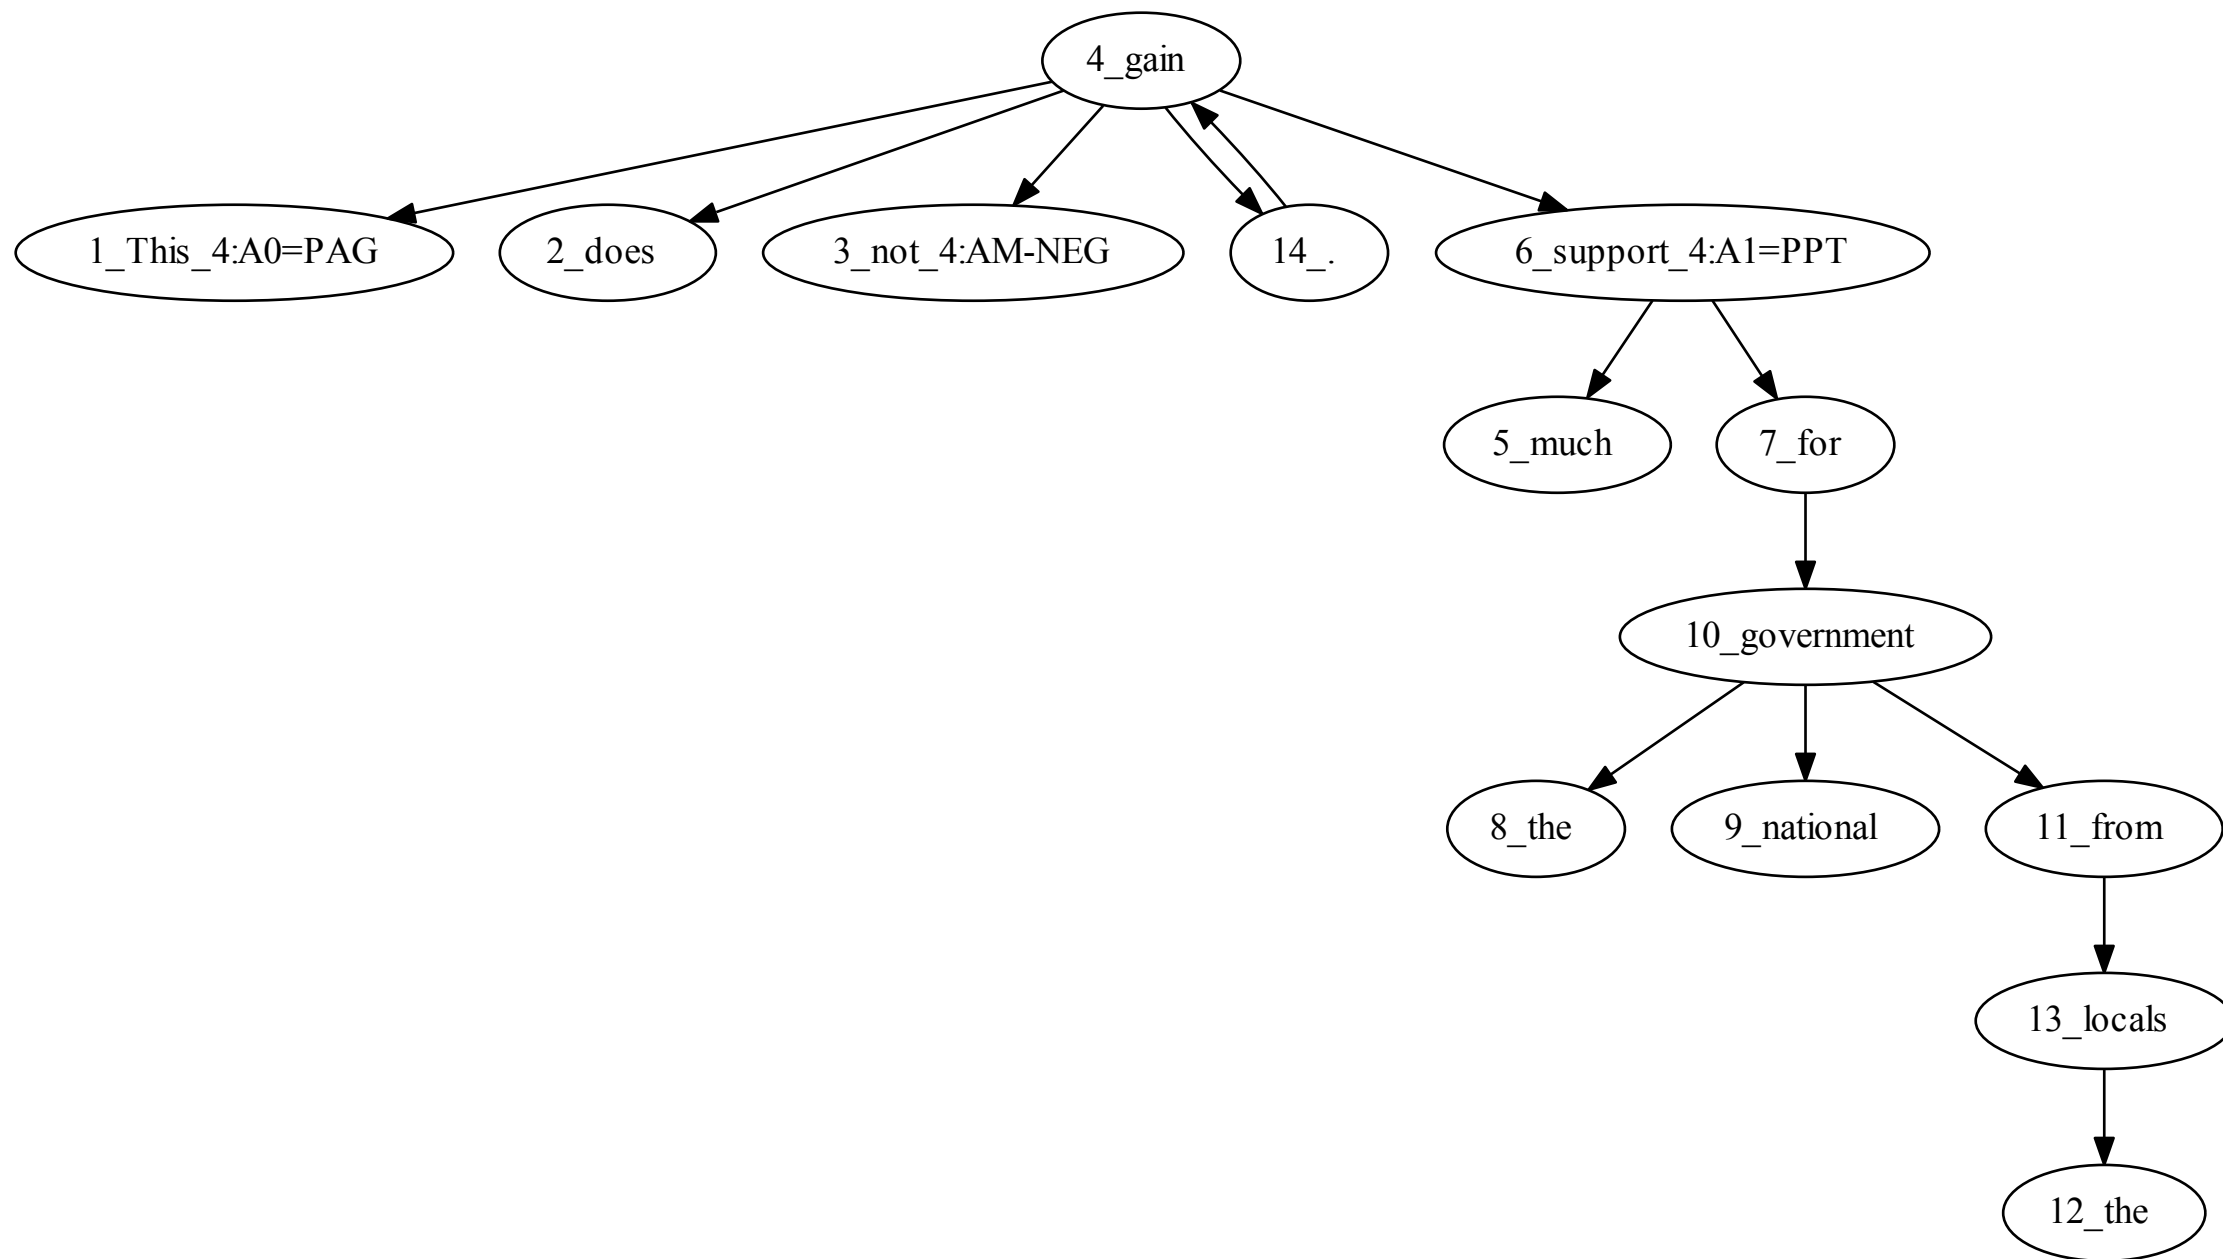 4_gain
1_This_4:A0=PAG
2_does
3_not_4:AM-NEG
14_.
6_support_4:A1=PPT
5_much
7_for
10_government
8_the
9_national
11_from
13_locals
12_the